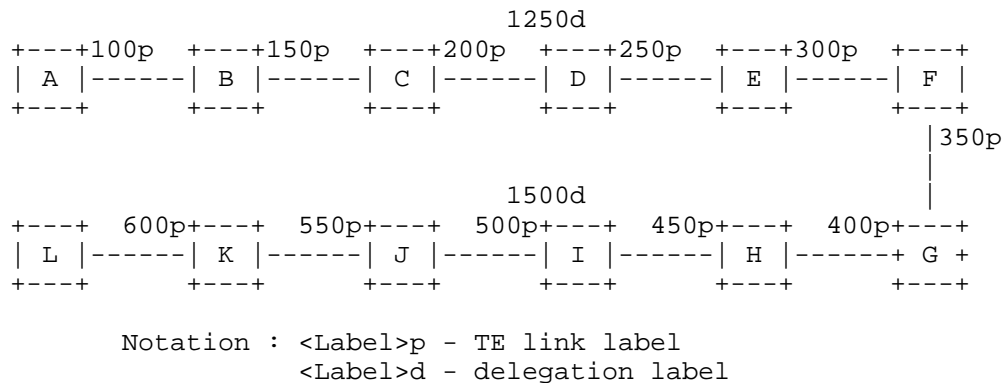 1250d
+---+100p +---+150p +---+200p +---+250p +---+300p +---+
| A |------| B |------| C |------| D |------| E |------| F |
+---+ +---+ +---+ +---+ +---+ +---+
|350p
|
1500d |
+---+ 600p+---+ 550p+---+ 500p+---+ 450p+---+ 400p+---+
| L |------| K |------| J |------| I |------| H |------+ G +
+---+ +---+ +---+ +---+ +---+ +---+
Notation : <Label>p - TE link label
<Label>d - delegation label